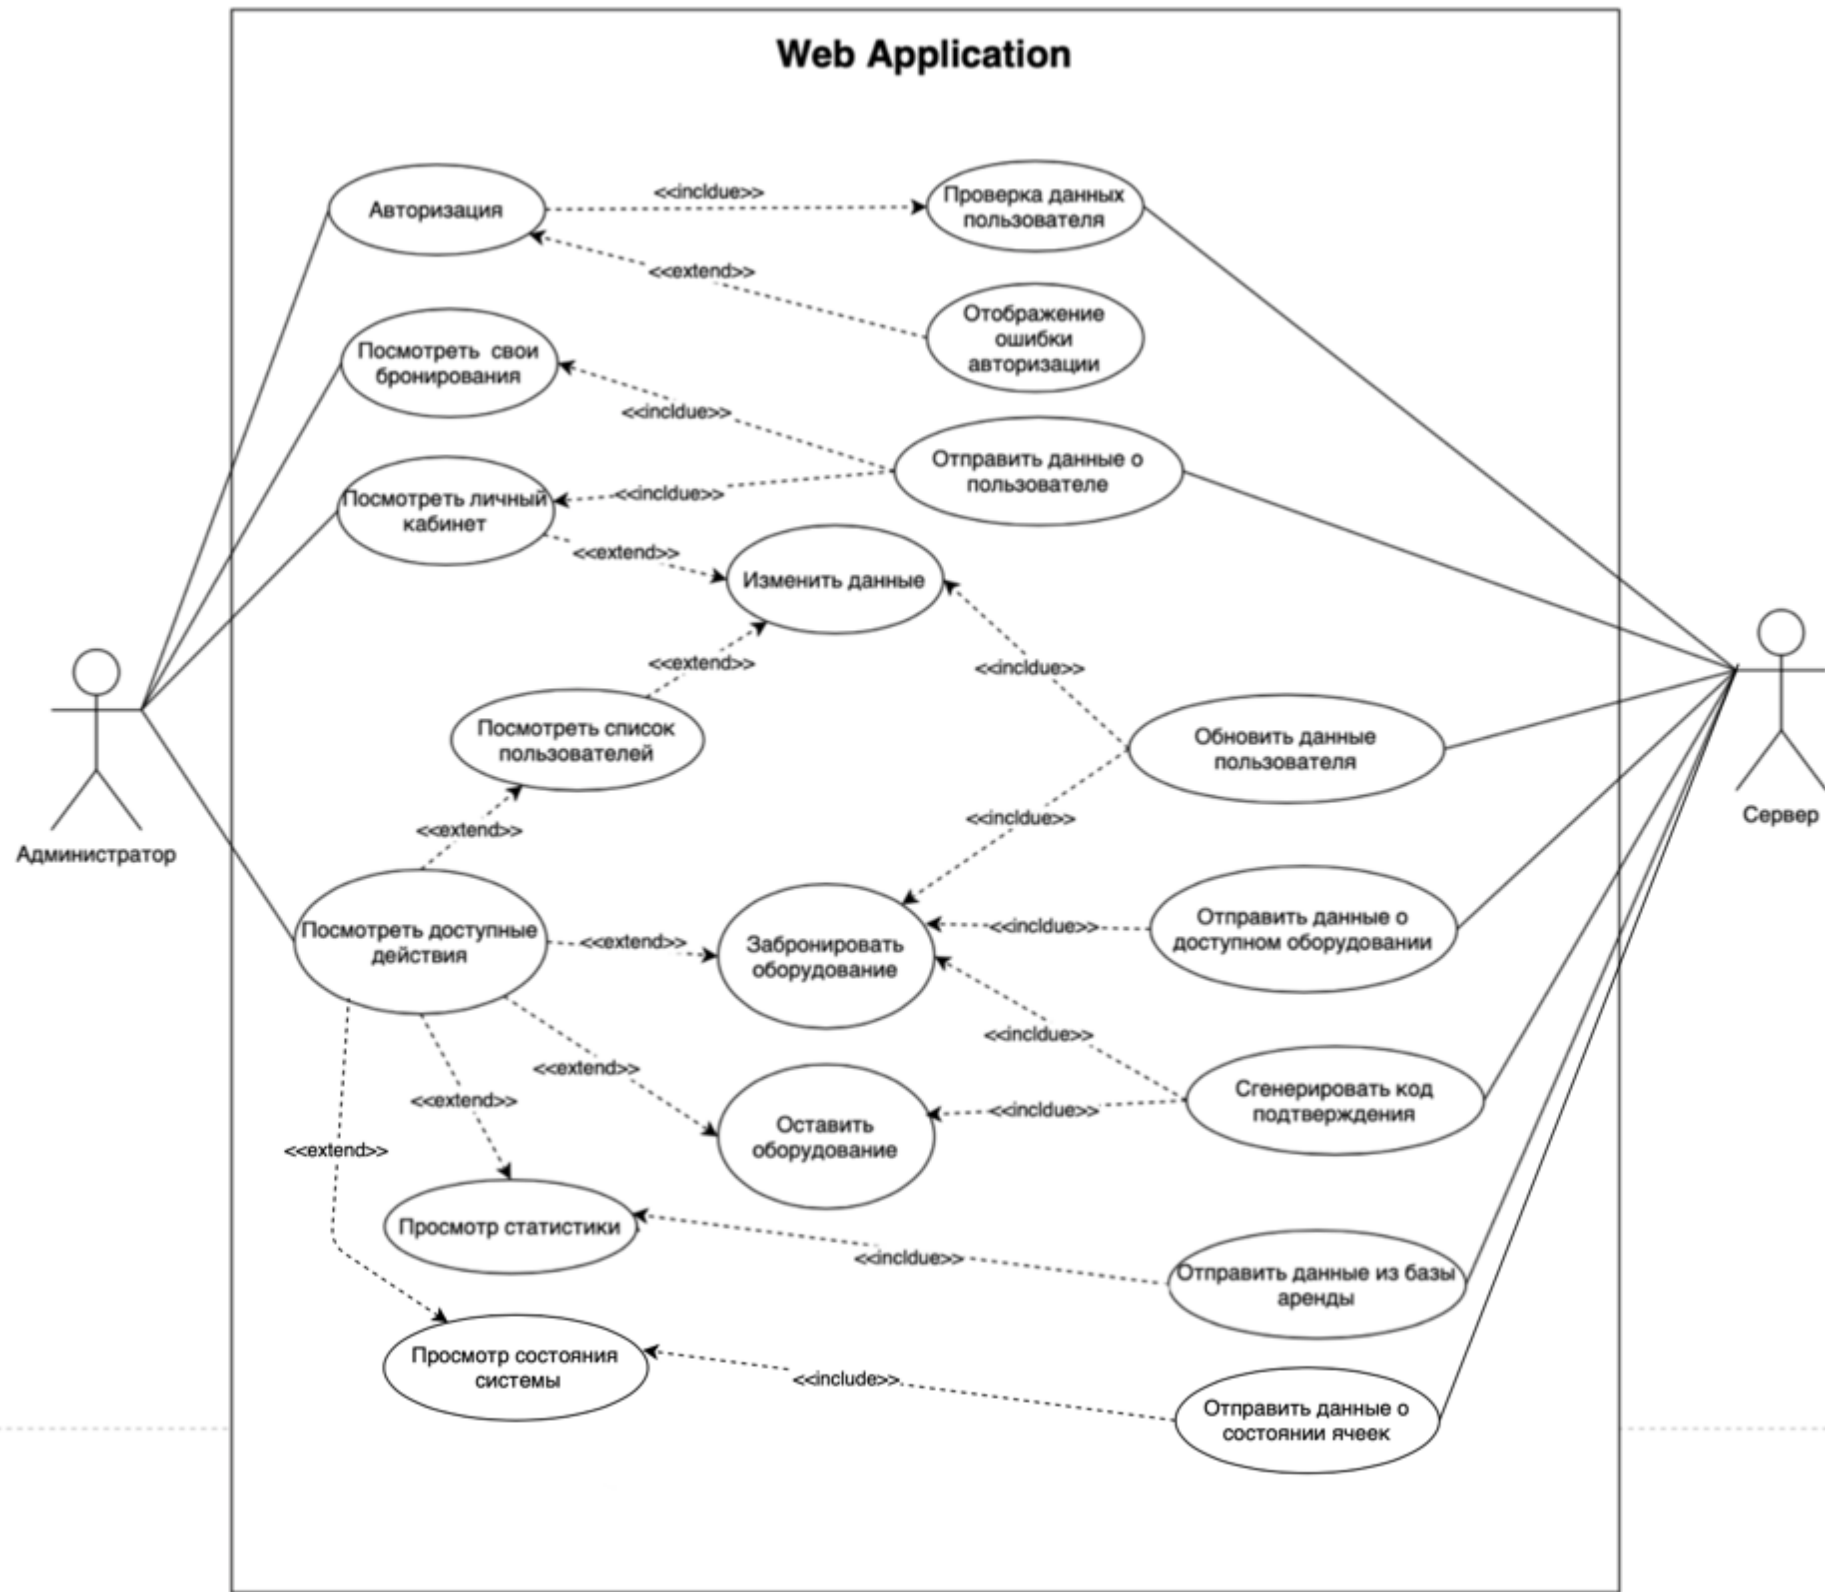 Web Application
Авторизация
<<incldue>>
Проверка данных
пользователя
<<extend>>
Отображение
ошибки
авторизации
Посмотреть свои
бронирования
<<incldue>>
Отправить данные о
пользователе
Посмотреть личный
кабинет
<<incldue>>
<<extend>>
Изменить данные
<<extend>>
<<incldue>>
Посмотреть список
пользователей
Обновить данные
пользователя
Администратор
Сервер
<<extend>>
<<incldue>>
Посмотреть доступные
действия
<<extend>>
Забронировать
оборудование
<<incldue>>
Отправить данные о
доступном оборудовании
<<incldue>>
<<extend>>
<<extend>>
<<extend>>
Оставить
оборудование
<<incldue>>
Сгенерировать код
подтверждения
Просмотр статистики
<<incldue>>
Отправить данные из базы
аренды
Просмотр состояния
системы
<<include>>
Отправить данные о
состоянии ячеек